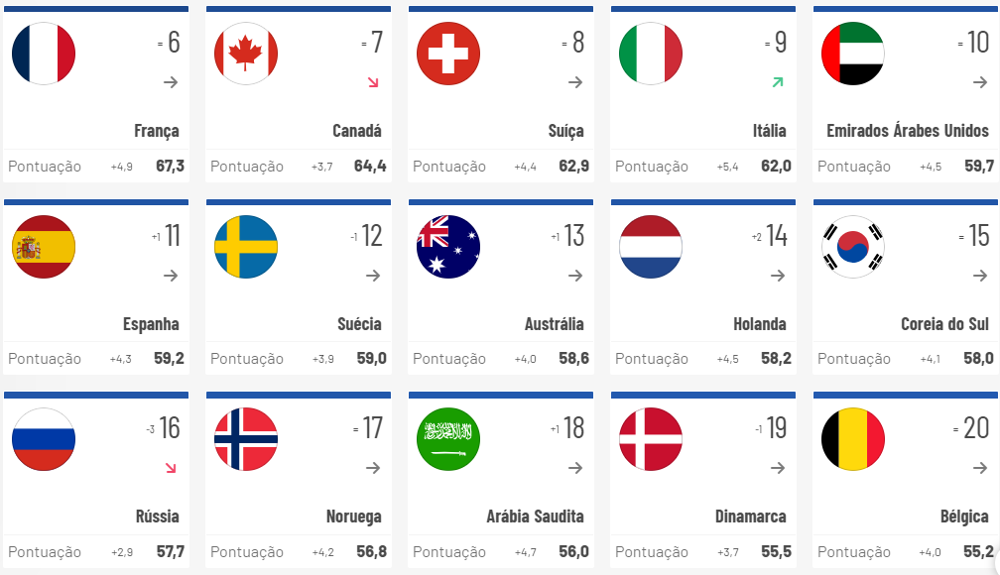 = 6
França
Pontuação +4,9 67,3
= 7
Canadá
Pontuação +3,7 64,4
= 8
Suíça
Pontuação +4,4 62,9
= 9
Itália
Pontuação +5,4 62,0
= 10
Emirados Árabes Unidos
Pontuação +4,5 59,7
+1 11
Espanha
Pontuação +4,3 59,2
-1 12
Suécia
Pontuação +3,9 59,0
+1 13
Austrália
Pontuação +4,0 58,6
+2 14
Holanda
Pontuação +4,5 58,2
= 15
Coreia do Sul
Pontuação +4,1 58,0
-3 16
Rússia
Pontuação +2,9 57,7
= 17
Noruega
Pontuação +4,2 56,8
+1 18
Arábia Saudita
Pontuação +4,7 56,0
-1 19
Dinamarca
Pontuação +3,7 55,5
= 20
Bélgica
Pontuação +4,0 55,2